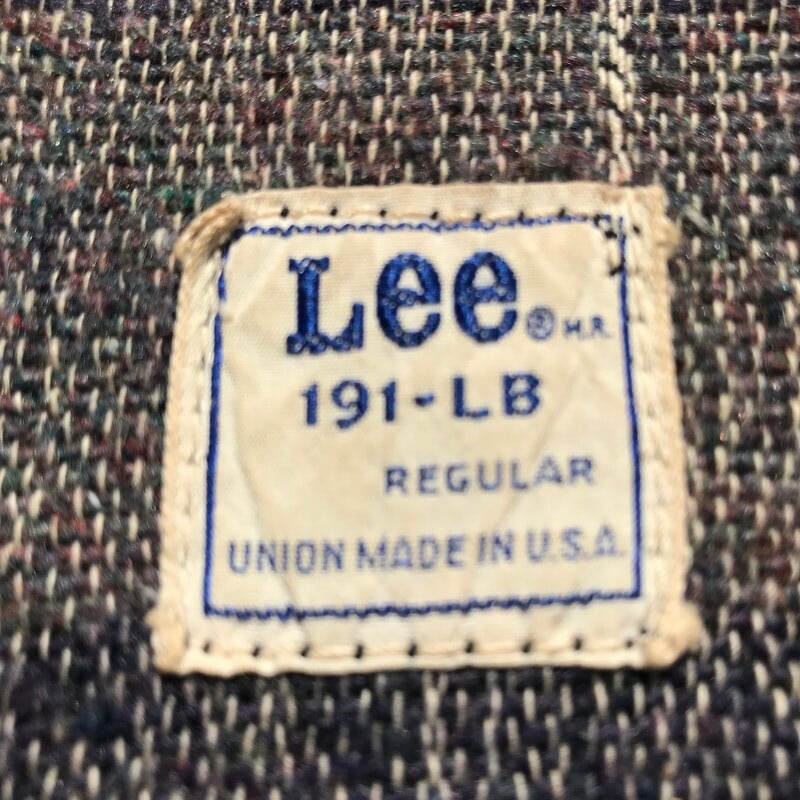 Lee® M.R.
191-LB
REGULAR
UNION MADE IN U.S.A.